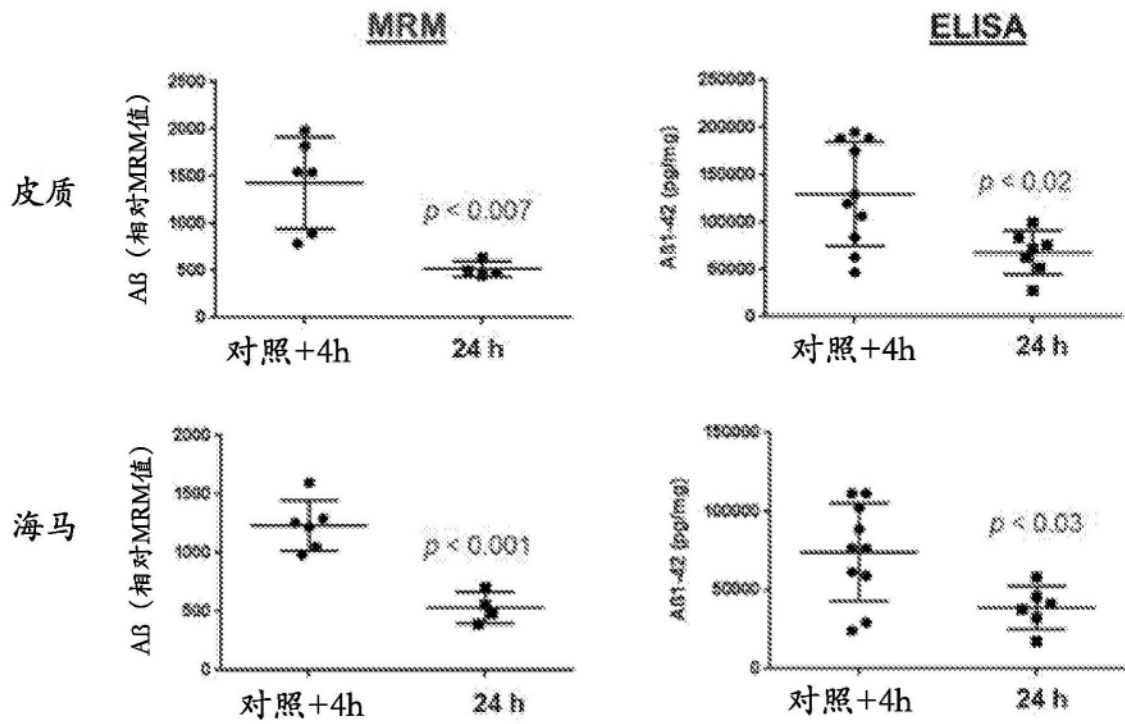 MRM
ELISA
皮质
Aβ（相对MRM值）
2500
2000
1500
1000
500
0
p < 0.007
对照+4h
24 h
Aβ1-42 (pg/mg)
250000
200000
150000
100000
50000
0
p < 0.02
对照+4h
24 h
海马
Aβ（相对MRM值）
2000
1500
1000
500
0
p < 0.001
对照+4h
24 h
Aβ1-42 (pg/mg)
150000
100000
50000
0
p < 0.03
对照+4h
24 h